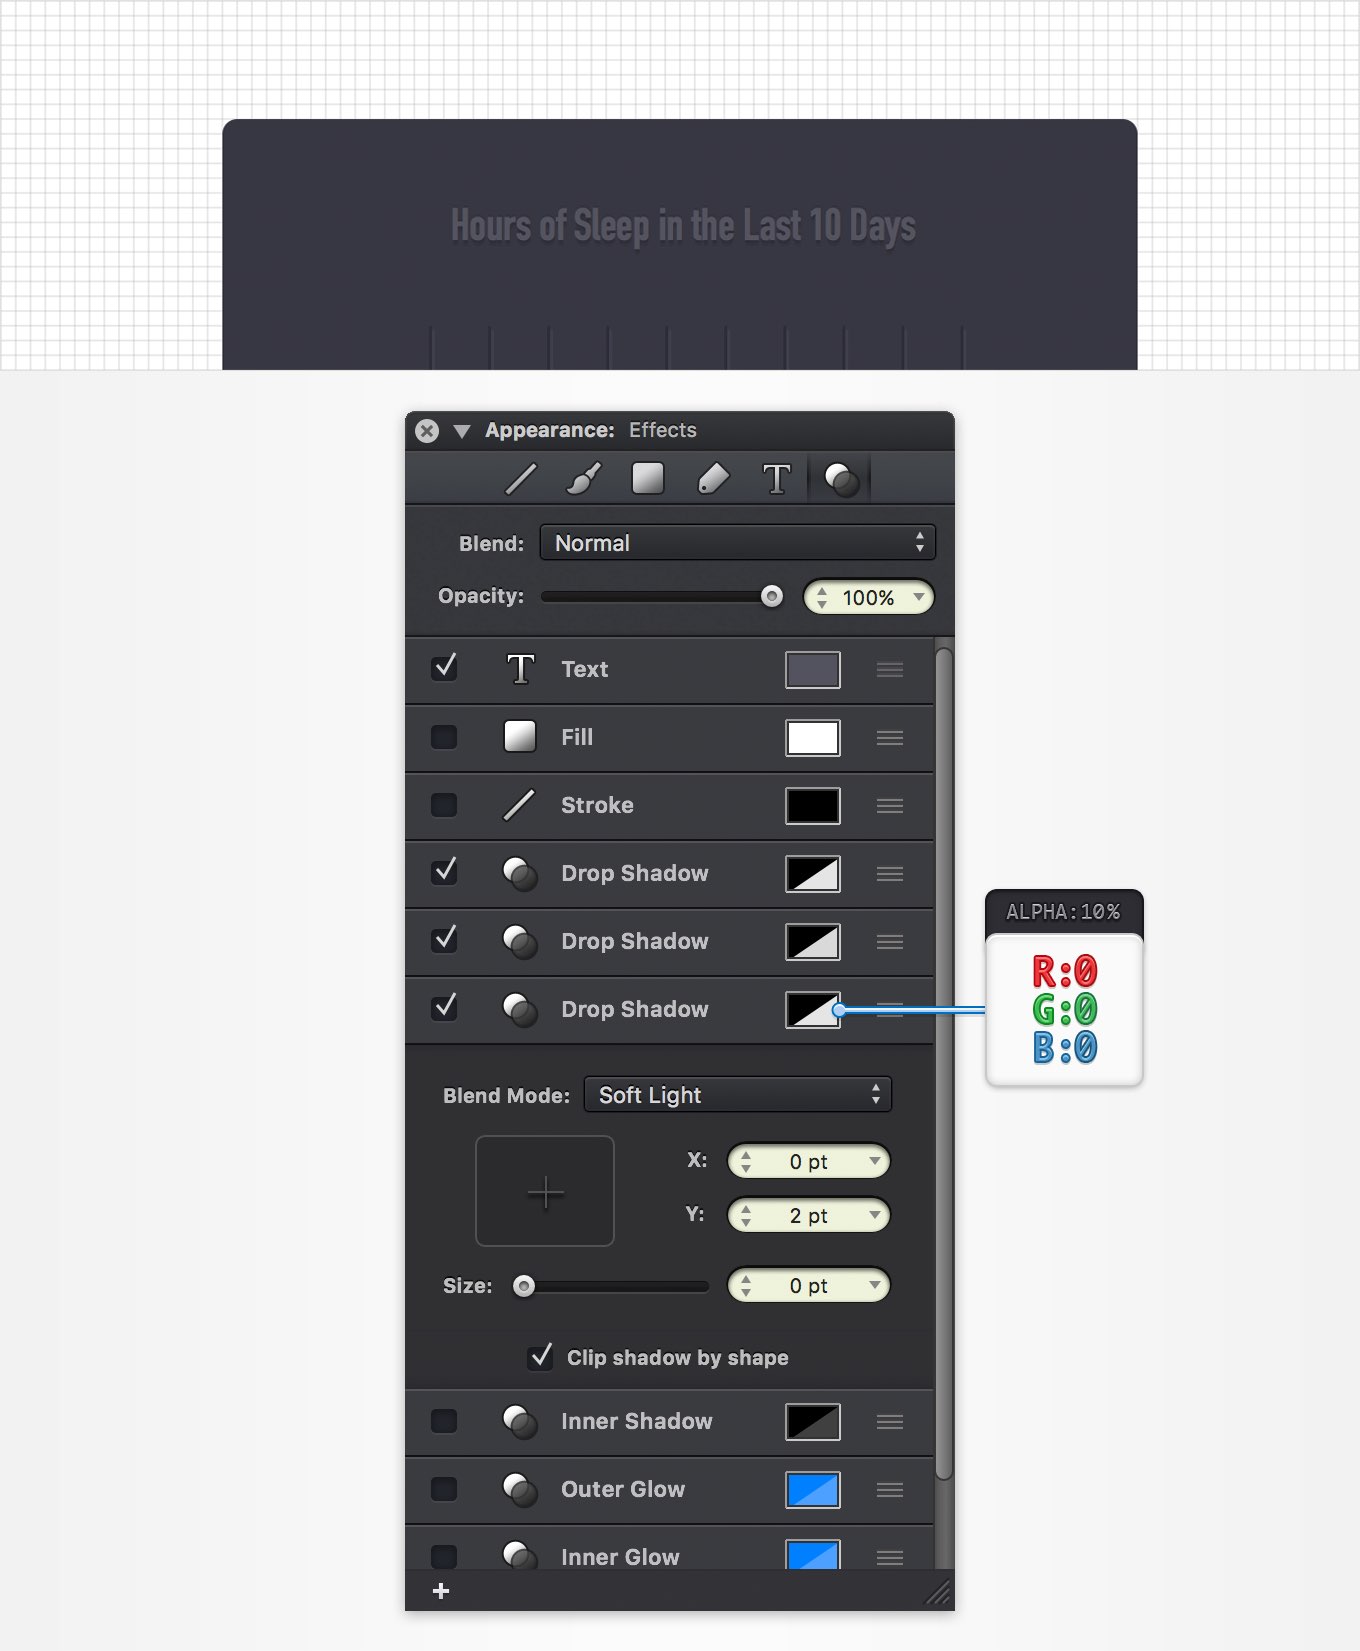 Hours of Sleep in the Last 10 Days
Appearance: Effects
T
Blend: Normal
Opacity: 100%
T Text
Fill
Stroke
Drop Shadow
Drop Shadow
Drop Shadow
ALPHA:10%
R:0
G:0
B:0
Blend Mode: Soft Light
X: 0 pt
Y: 2 pt
Size: 0 pt
Clip shadow by shape
Inner Shadow
Outer Glow
Inner Glow